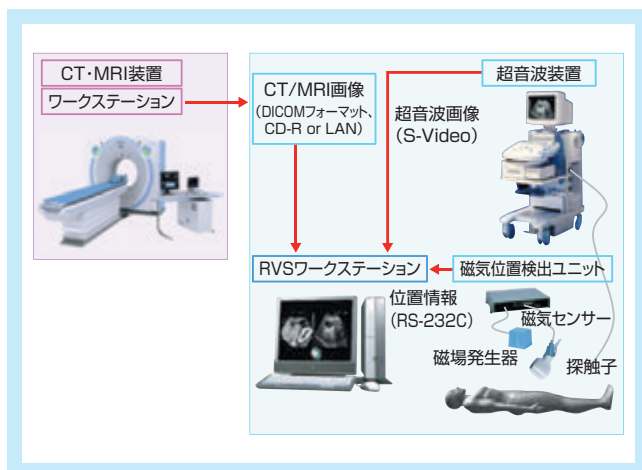 CT・MRI装置
ワークステーション
CT/MRI画像
(DICOMフォーマット、
CD-R or LAN)
超音波装置
超音波画像
(S-Video)
RVSワークステーション
磁気位置検出ユニット
位置情報
(RS-232C)
磁気センサー
磁場発生器
探触子